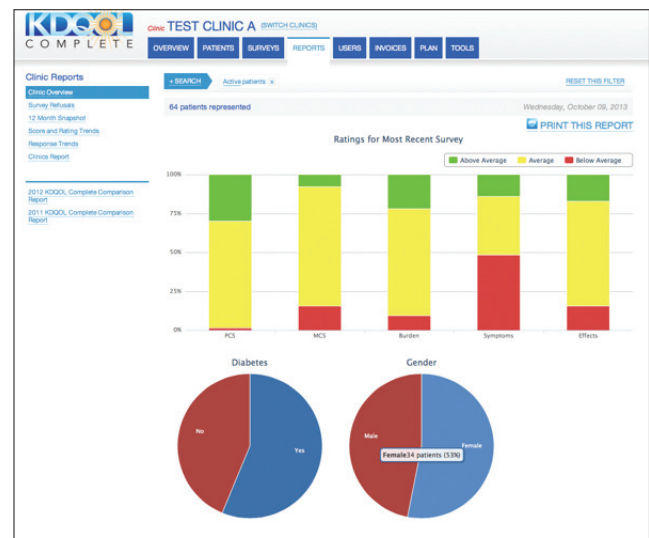 KDQOL
COMPLETE
Clinic TEST CLINIC A (SWITCH CLINICS)
OVERVIEW PATIENTS SURVEYS REPORTS USERS INVOICES PLAN TOOLS
Clinic Reports
Clinic Overview
Survey Refusals
12 Month Snapshot
Score and Rating Trends
Response Trends
Clinics Report
2012 KDQOL Complete Comparison
Report
2011 KDQOL Complete Comparison
Report
+ SEARCH Active patients x RESET THIS FILTER
64 patients represented Wednesday, October 09, 2013
PRINT THIS REPORT
Ratings for Most Recent Survey
Above Average Average Below Average
100%
75%
50%
25%
0%
PCS MCS Burden Symptoms Effects
Diabetes Gender
No Yes
Male Female
Female34 patients (53%)